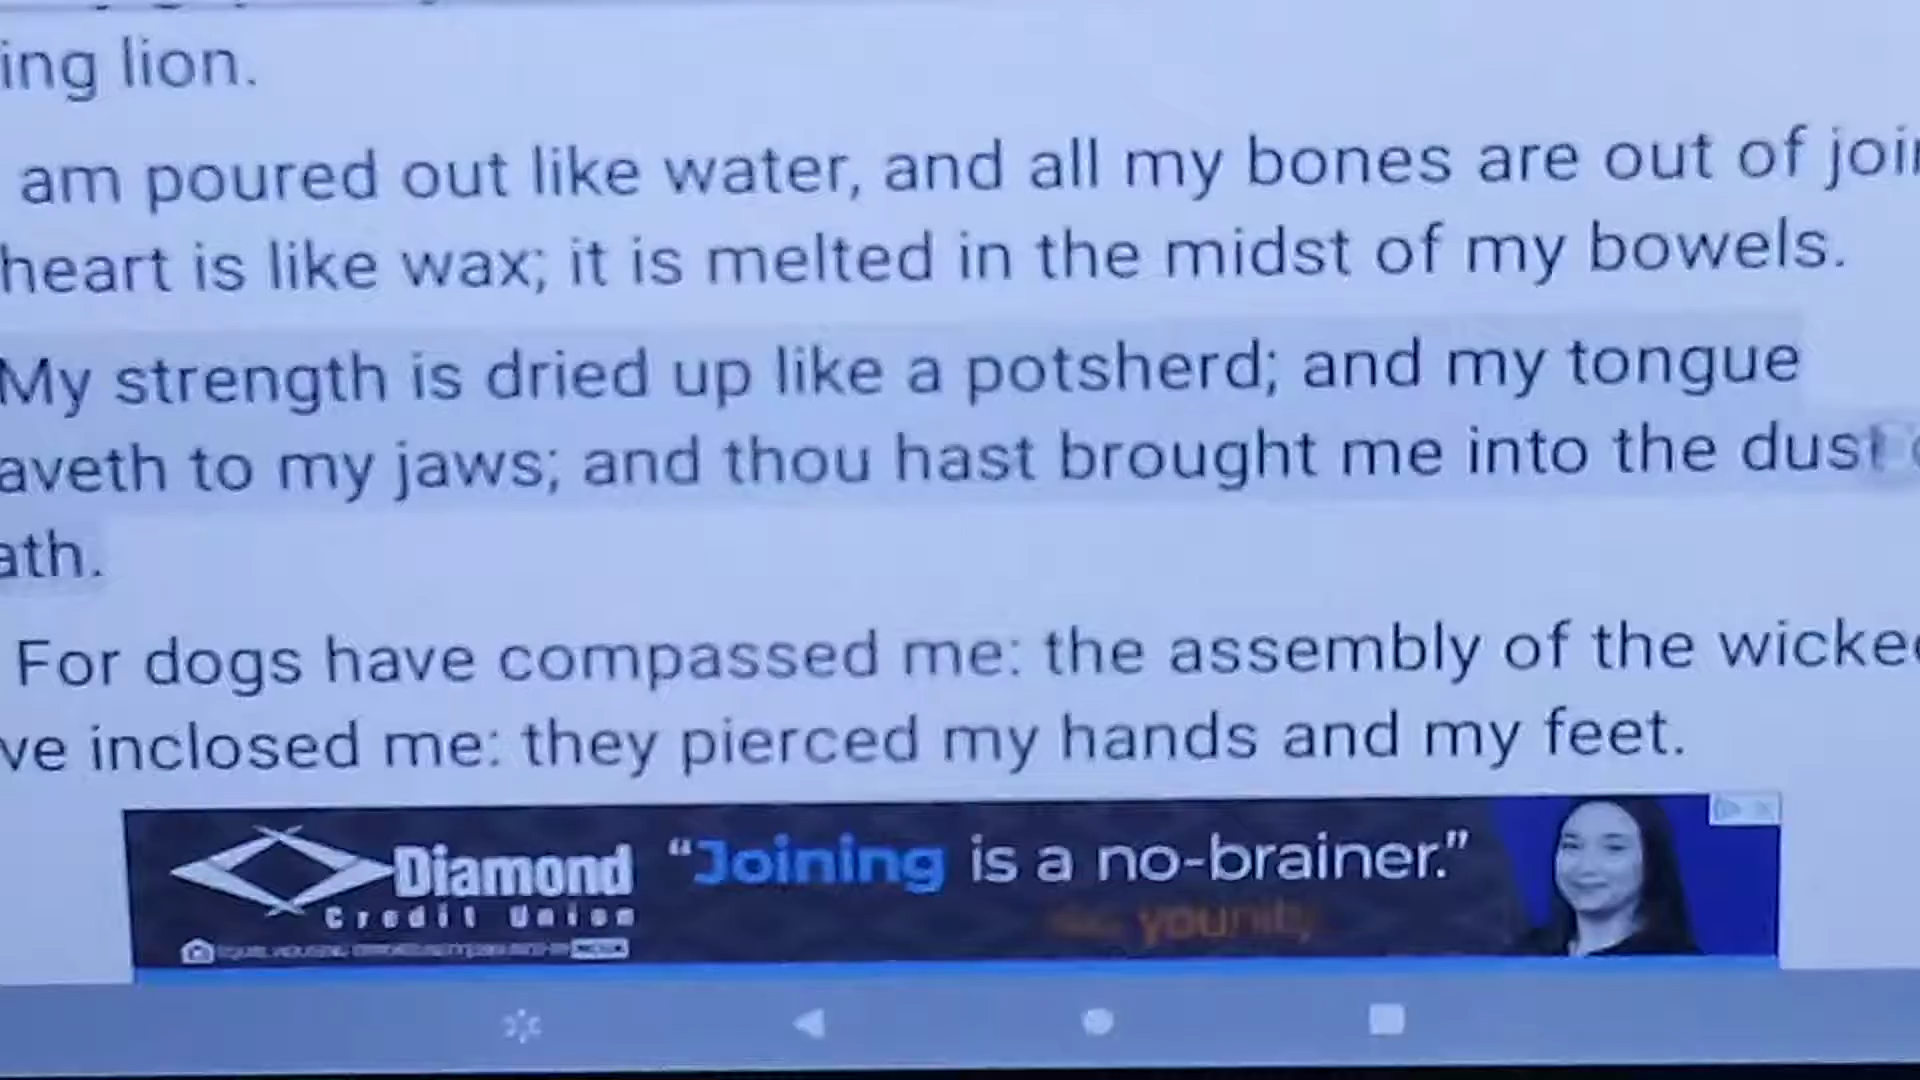 ing lion.
am poured out like water, and all my bones are out of joi
heart is like wax; it is melted in the midst of my bowels.
My strength is dried up like a potsherd; and my tongue
aveth to my jaws; and thou hast brought me into the dust
ath.
For dogs have compassed me: the assembly of the wicked
ve inclosed me: they pierced my hands and my feet.
Diamond
Credit Union
"Joining is a no-brainer."